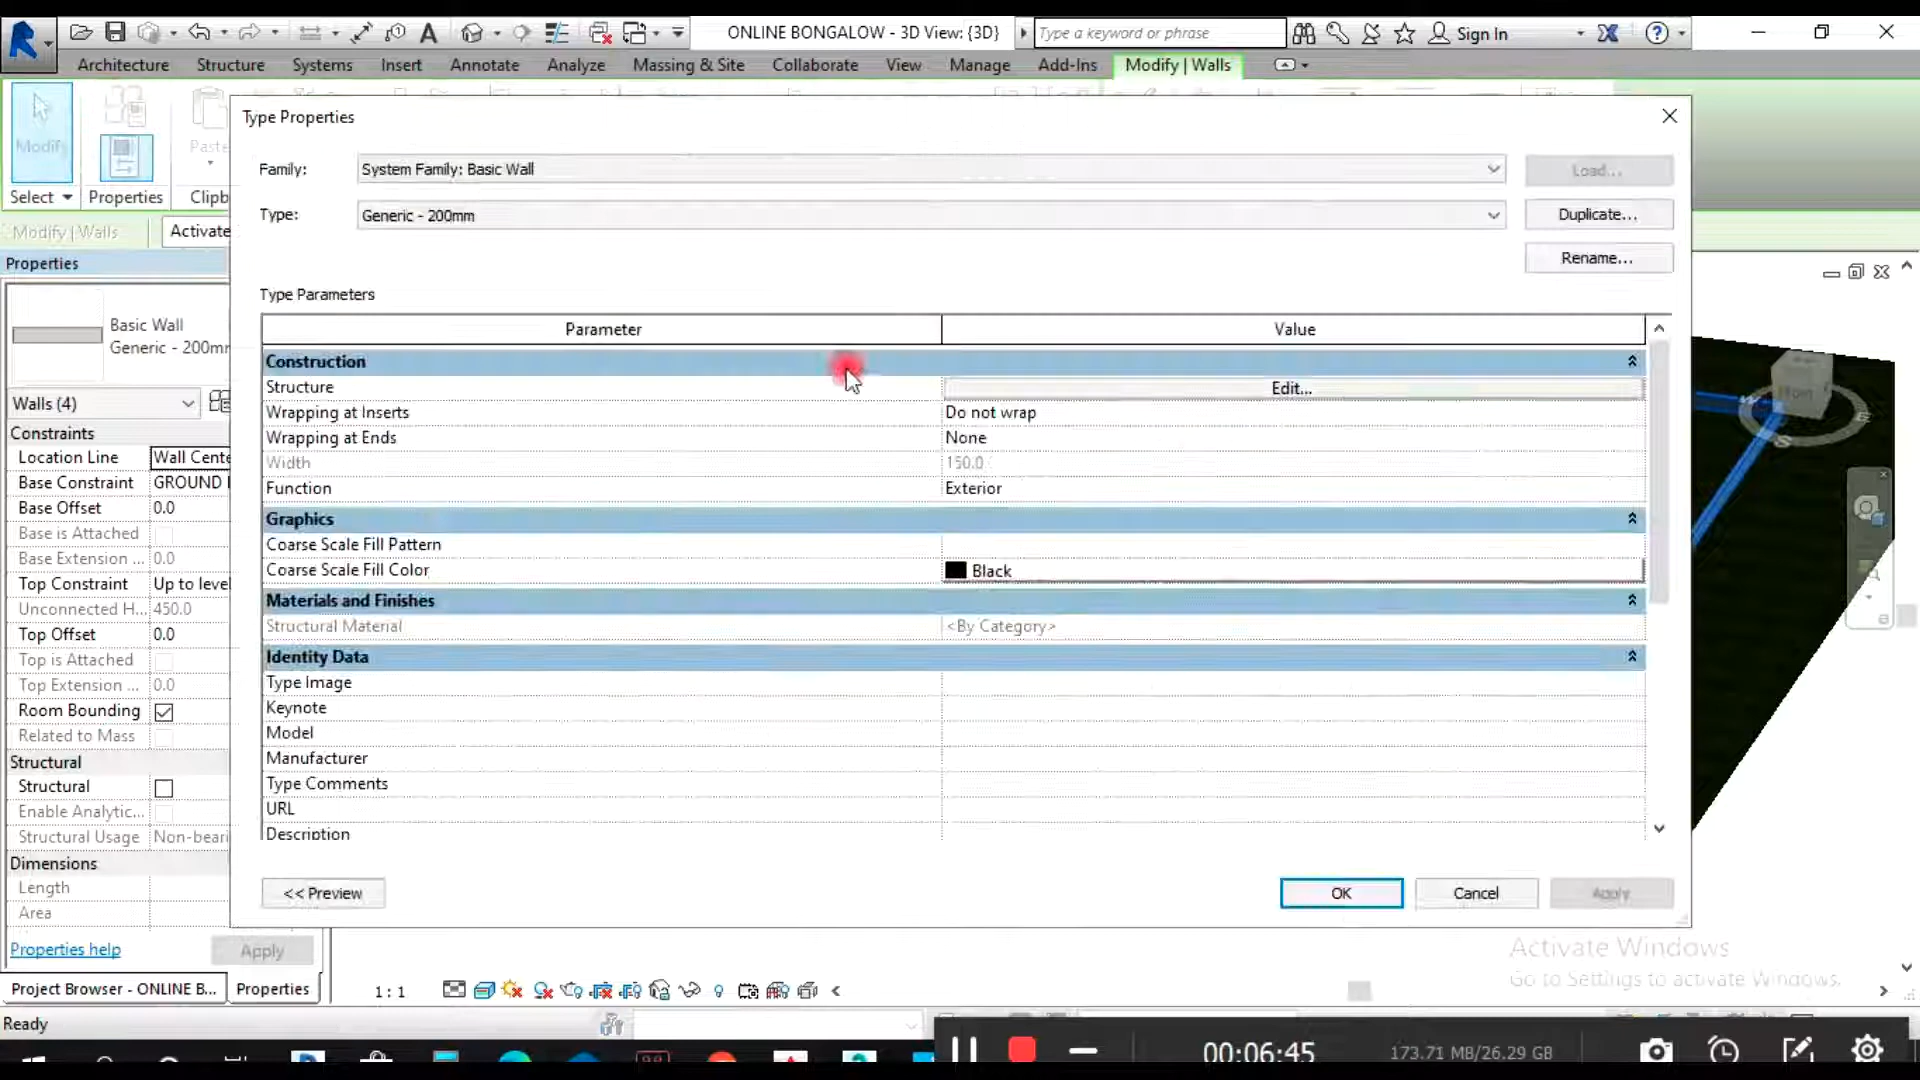 ONLINE BONGALOW - 3D View: {3D}
Type a keyword or phrase
Sign In
Architecture Structure Systems Insert Annotate Analyze Massing & Site Collaborate View Manage Add-Ins Modify | Walls
Modify
Paste
Select
Properties
Clipb
Modify | Walls
Activate
Properties
Basic Wall
Generic - 200mm
Walls (4)
Constraints
Location Line Wall Cente
Base Constraint GROUND
Base Offset 0.0
Base is Attached
Base Extension ... 0.0
Top Constraint Up to level
Unconnected H... 450.0
Top Offset 0.0
Top is Attached
Top Extension ... 0.0
Room Bounding
Related to Mass
Structural
Structural
Enable Analytic...
Structural Usage Non-beari
Dimensions
Length
Area
Properties help
Apply
Project Browser - ONLINE B...
Properties
Type Properties
Family: System Family: Basic Wall Load...
Type: Generic - 200mm Duplicate...
Rename...
Type Parameters
Parameter Value
Construction
Structure Edit...
Wrapping at Inserts Do not wrap
Wrapping at Ends None
Width 150.0
Function Exterior
Graphics
Coarse Scale Fill Pattern
Coarse Scale Fill Color Black
Materials and Finishes
Structural Material <By Category>
Identity Data
Type Image
Keynote
Model
Manufacturer
Type Comments
URL
Description
<< Preview
OK
Cancel
Apply
Activate Windows
Go to Settings to activate Windows.
1 : 1
Ready
00:06:45
173.71 MB/26.29 GB